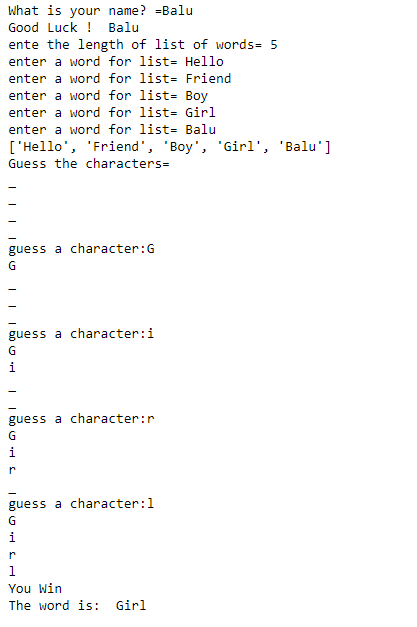 What is your name? =Balu
Good Luck !  Balu
ente the length of list of words= 5
enter a word for list= Hello
enter a word for list= Friend
enter a word for list= Boy
enter a word for list= Girl
enter a word for list= Balu
['Hello', 'Friend', 'Boy', 'Girl', 'Balu']
Guess the characters=
_
_
_
_
guess a character:G
G
_
_
_
guess a character:i
G
i
_
_
guess a character:r
G
i
r
_
guess a character:l
G
i
r
l
You Win
The word is:  Girl